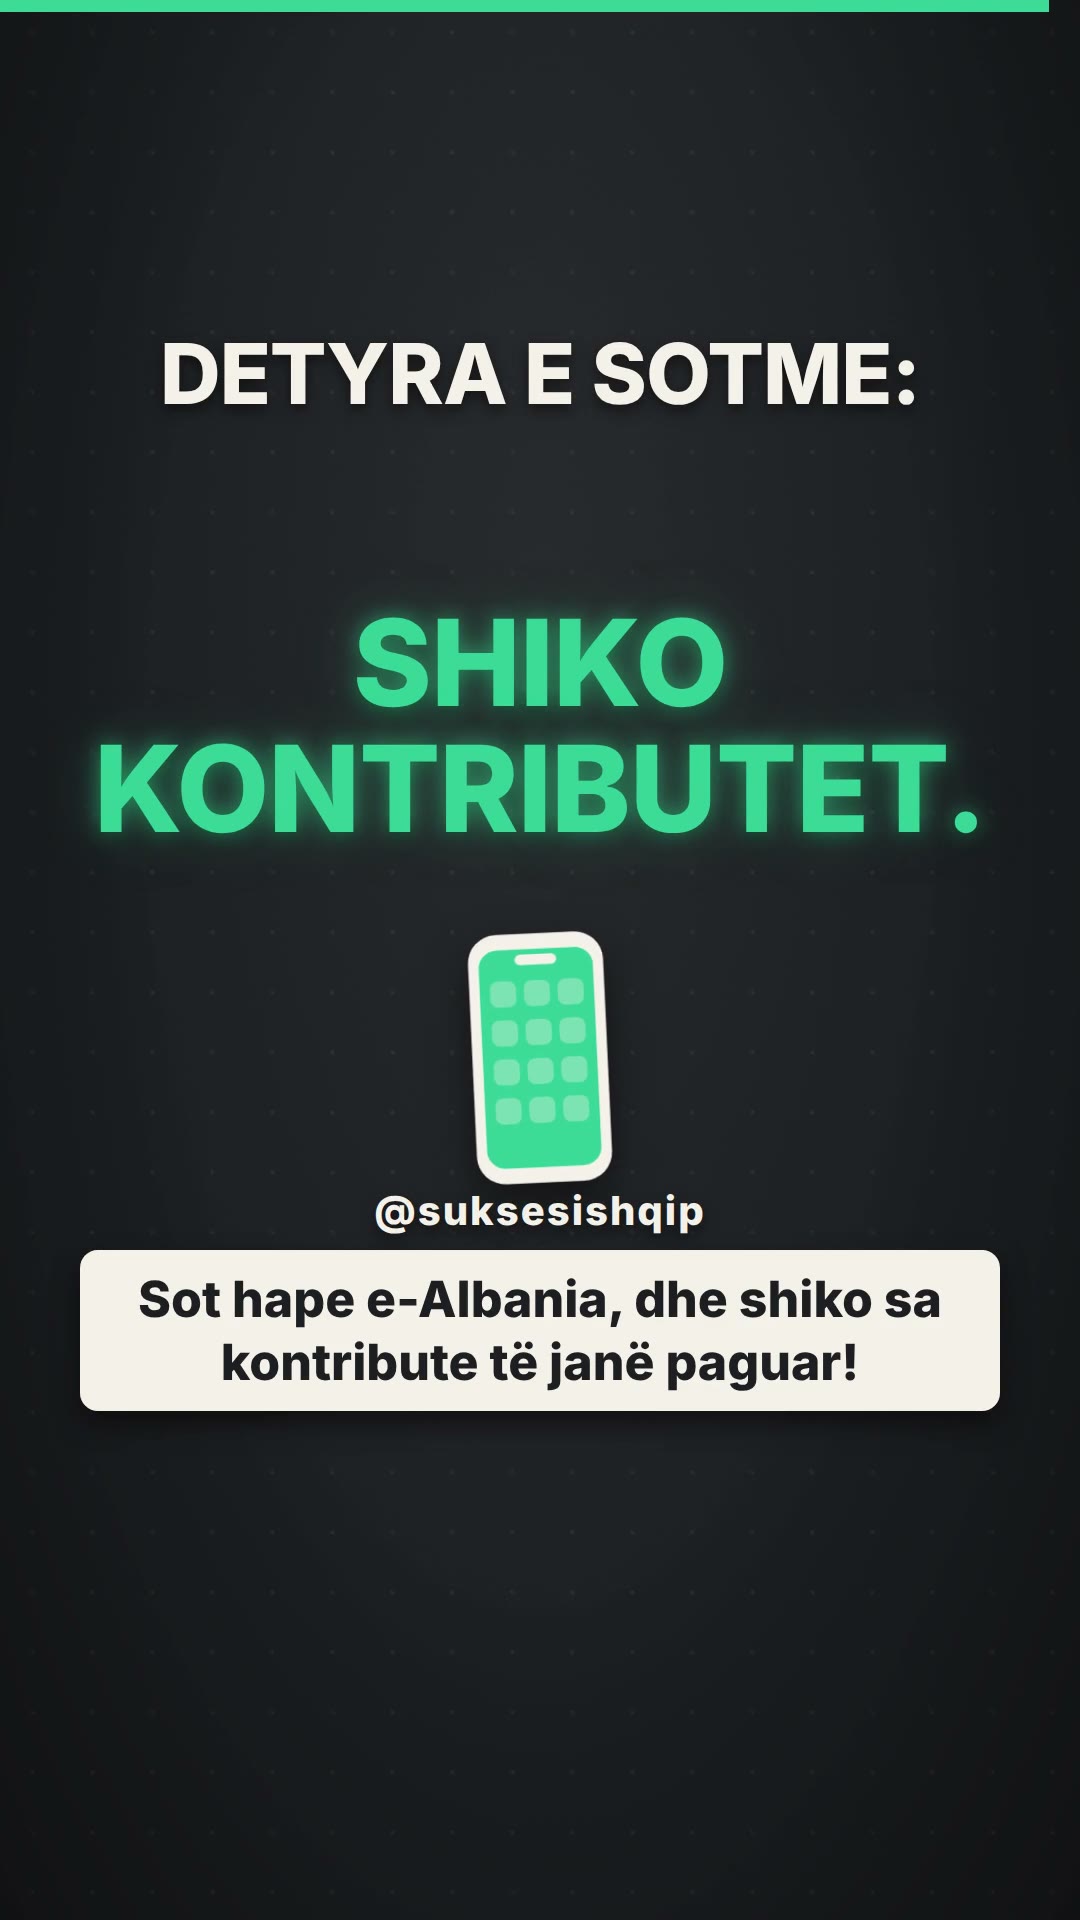 DETYRA E SOTME:
SHIKO
KONTRIBUTET.
@suksesishqip
Sot hape e-Albania, dhe shiko sa
kontribute të janë paguar!